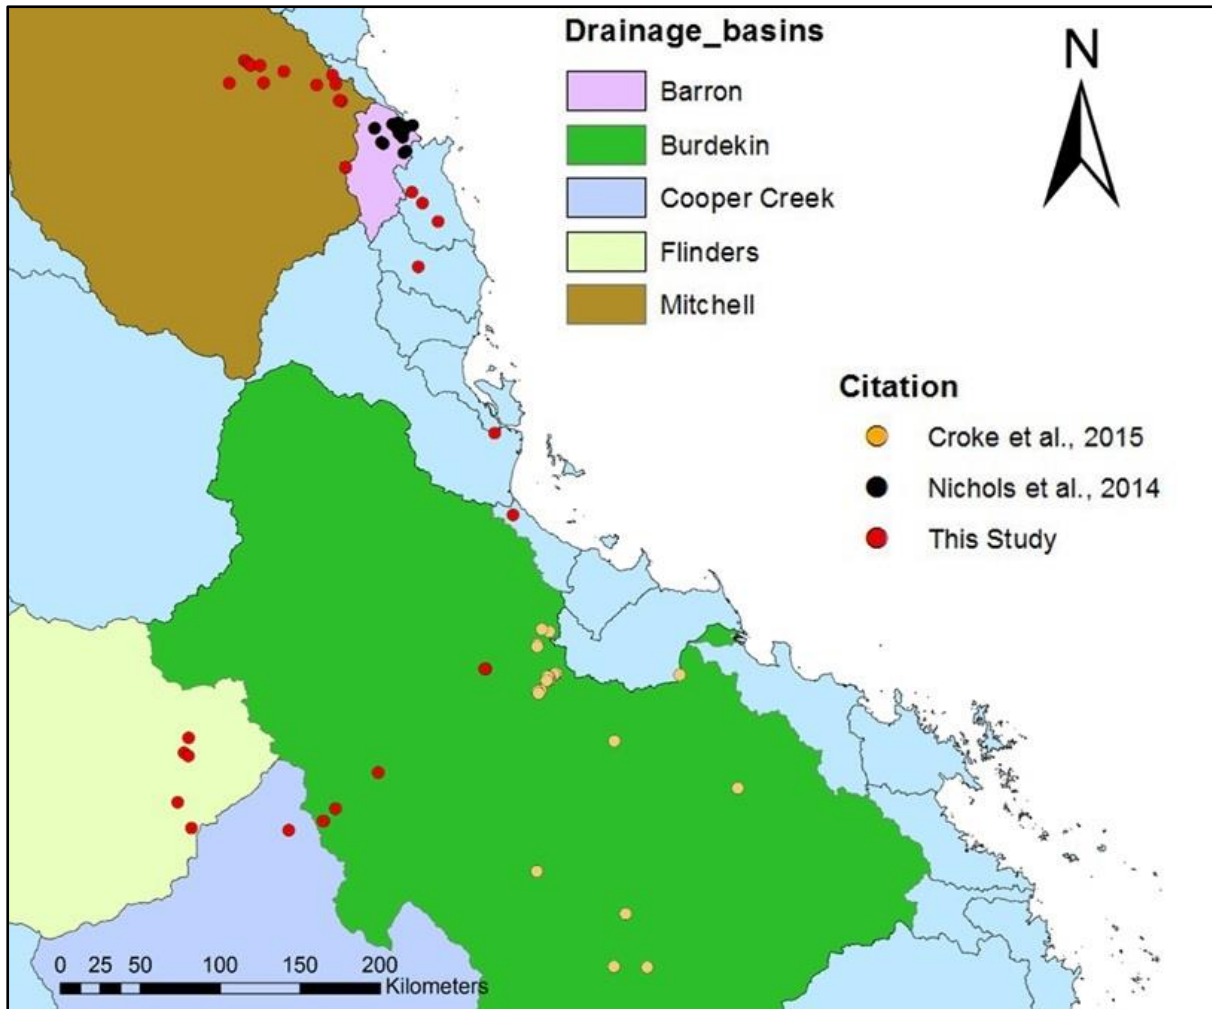 Drainage_basins
Barron
Burdekin
Cooper Creek
Flinders
Mitchell
N
Citation
Croke et al., 2015
Nichols et al., 2014
This Study
0 25 50 100 150 200
Kilometers